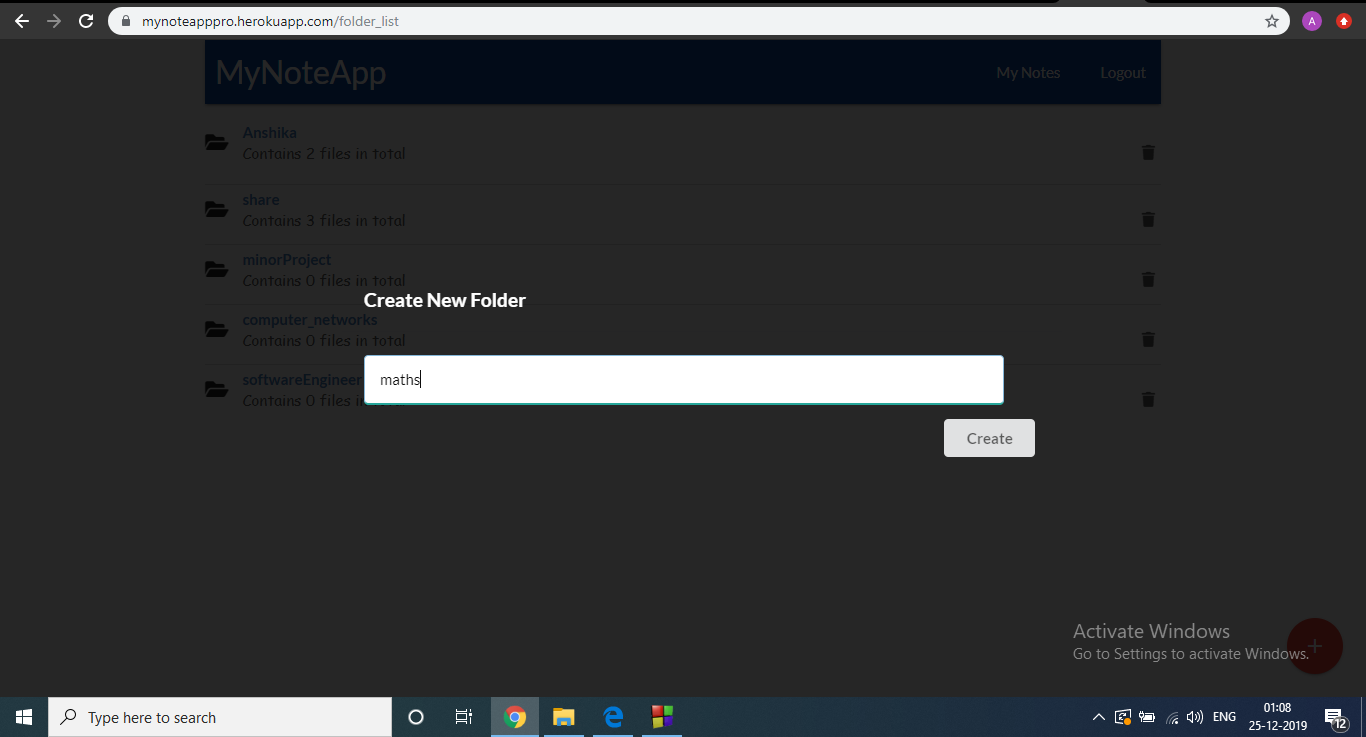 mynoteapppro.herokuapp.com/folder_list
A
MyNoteApp
My Notes
Logout
Anshika
Contains 2 files in total
share
Contains 3 files in total
minorProject
Contains 0 files in total
Create New Folder
computer_networks
Contains 0 files in total
maths
softwareEngineer
Contains 0 files i
Create
Activate Windows
Go to Settings to activate Windows.
+
Type here to search
ENG
01:08
25-12-2019
12